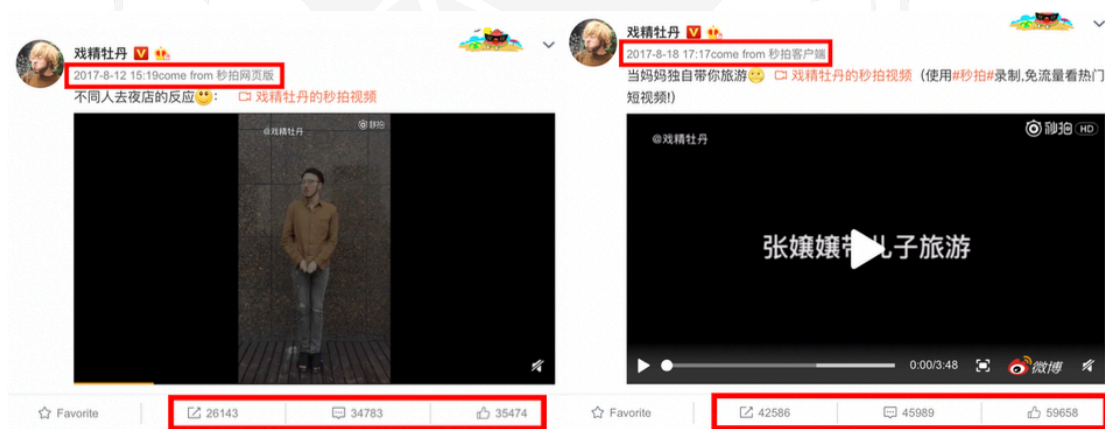 戏精牡丹
2017-8-12 15:19come from 秒拍网页版
不同人去夜店的反应 : 戏精牡丹的秒拍视频
@戏精牡丹
秒拍
Favorite
26143
34783
35474
戏精牡丹
2017-8-18 17:17come from 秒拍客户端
当妈妈独自带你旅游 戏精牡丹的秒拍视频 (使用#秒拍#录制,免流量看热门
短视频!)
@戏精牡丹
秒拍 HD
张嬢嬢带儿子旅游
0:00/3:48
微博
Favorite
42586
45989
59658